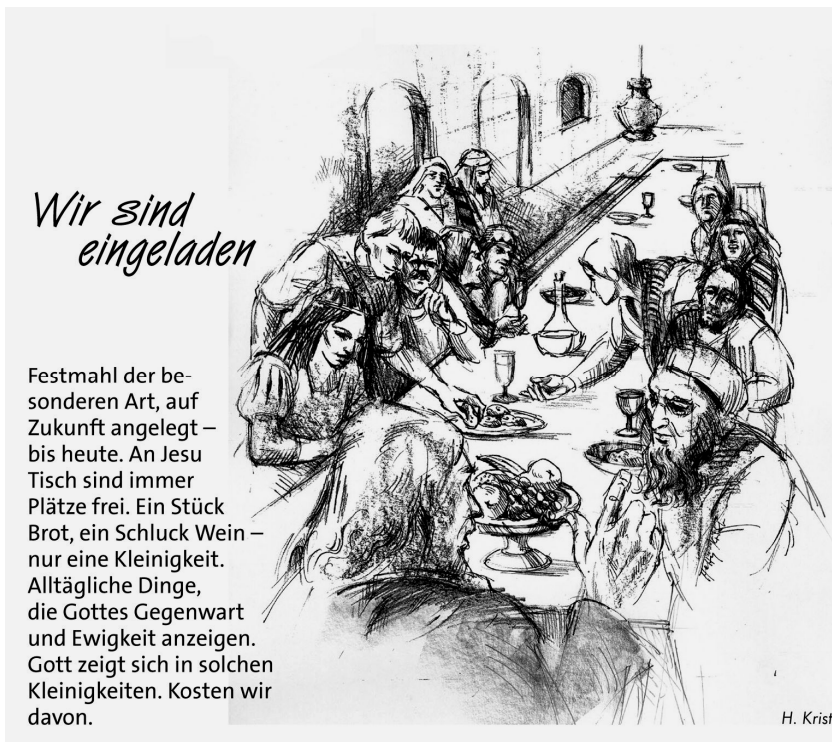 Wir sind
eingeladen
Festmahl der be-
sonderen Art, auf
Zukunft angelegt –
bis heute. An Jesu
Tisch sind immer
Plätze frei. Ein Stück
Brot, ein Schluck Wein –
nur eine Kleinigkeit.
Alltägliche Dinge,
die Gottes Gegenwart
und Ewigkeit anzeigen.
Gott zeigt sich in solchen
Kleinigkeiten. Kosten wir
davon.
H. Krist